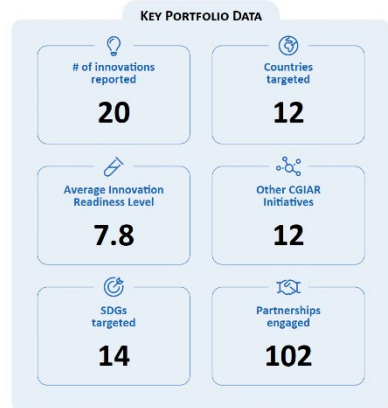 KEY PORTFOLIO DATA
# of innovations
reported
20
Countries
targeted
12
Average Innovation
Readiness Level
7.8
Other CGIAR
Initiatives
12
SDGs
targeted
14
Partnerships
engaged
102